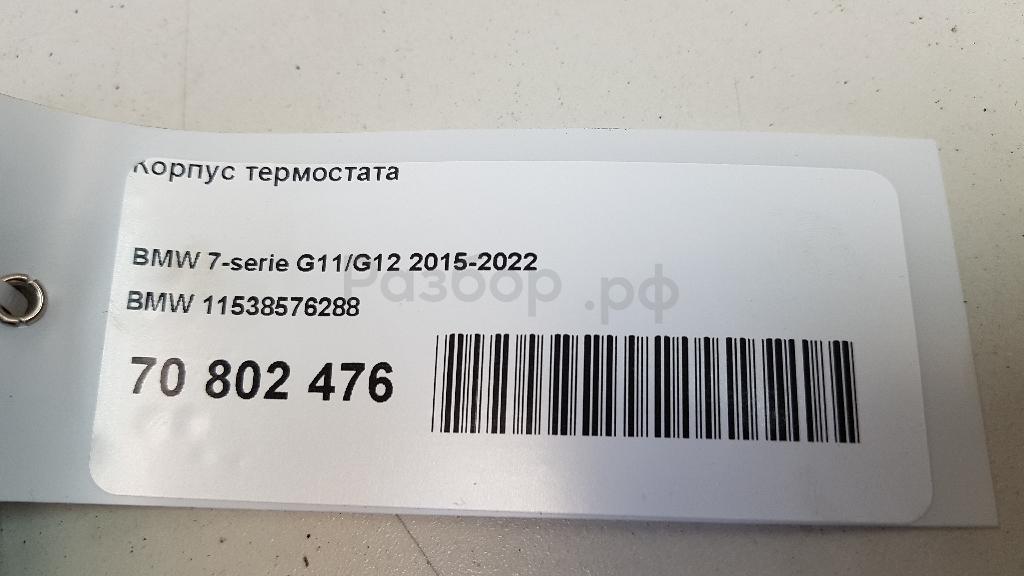 Корпус термостата
BMW 7-serie G11/G12 2015-2022
Разбор.рф
BMW 11538576288
70 802 476